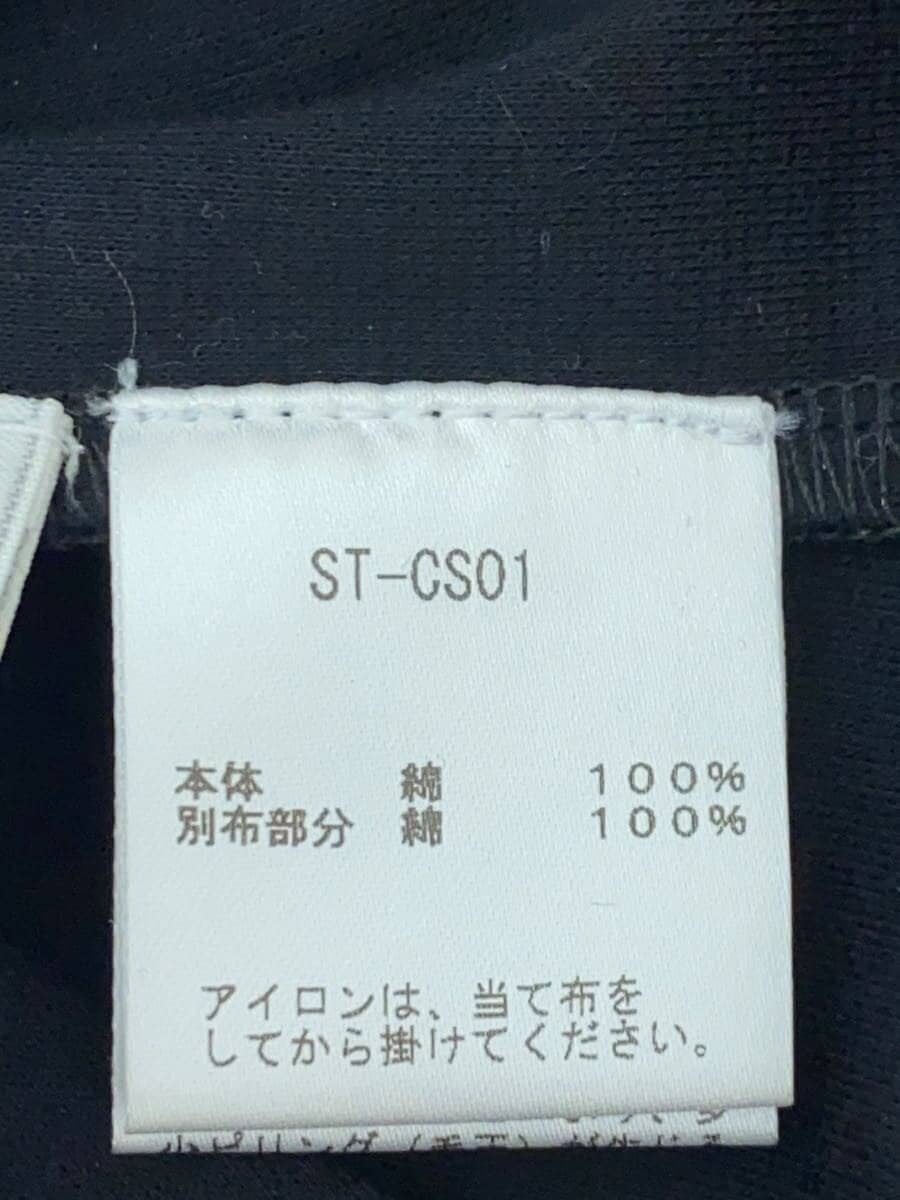 ST-CS01
本体 綿 100%
別布部分 綿 100%
アイロンは、当て布を
してから掛けてください。